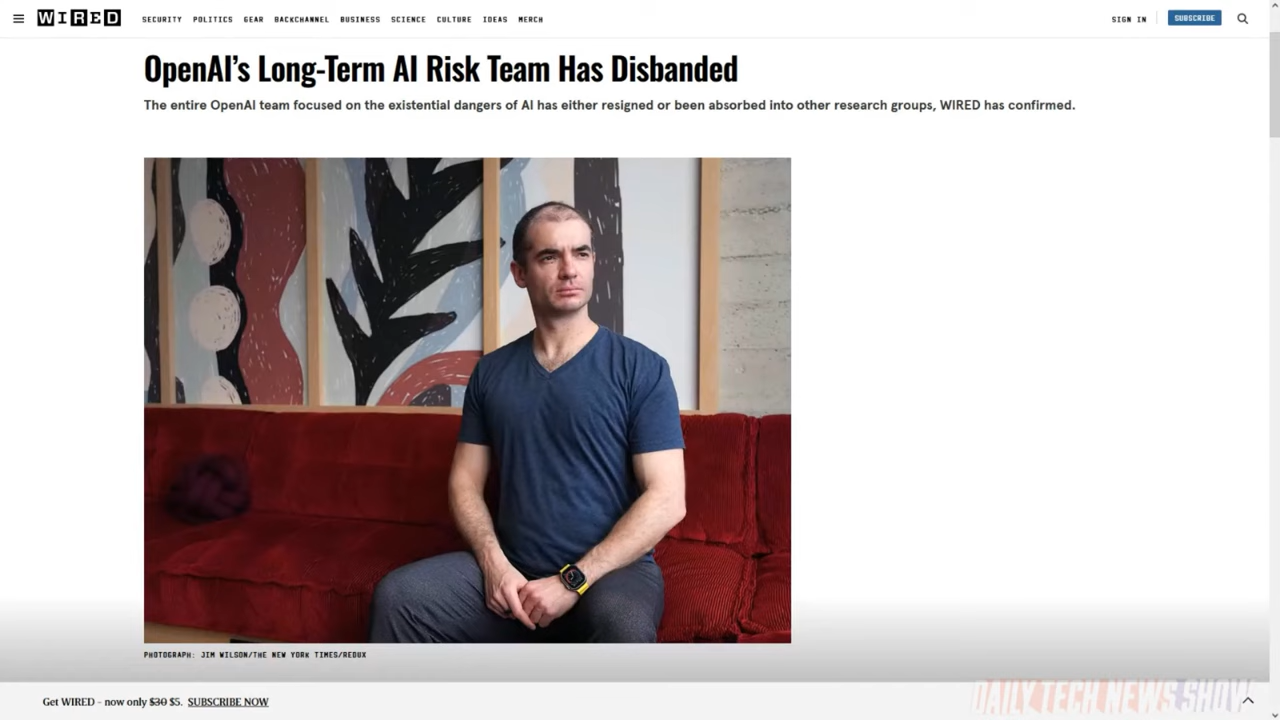 WIRED
SECURITY POLITICS GEAR BACKCHANNEL BUSINESS SCIENCE CULTURE IDEAS MERCH
SIGN IN
SUBSCRIBE
OpenAI’s Long-Term AI Risk Team Has Disbanded
The entire OpenAI team focused on the existential dangers of AI has either resigned or been absorbed into other research groups, WIRED has confirmed.
PHOTOGRAPH: JIM WILSON/THE NEW YORK TIMES/REDUX
Get WIRED - now only $30 $5. SUBSCRIBE NOW
DAILY TECH NEWS SHOW